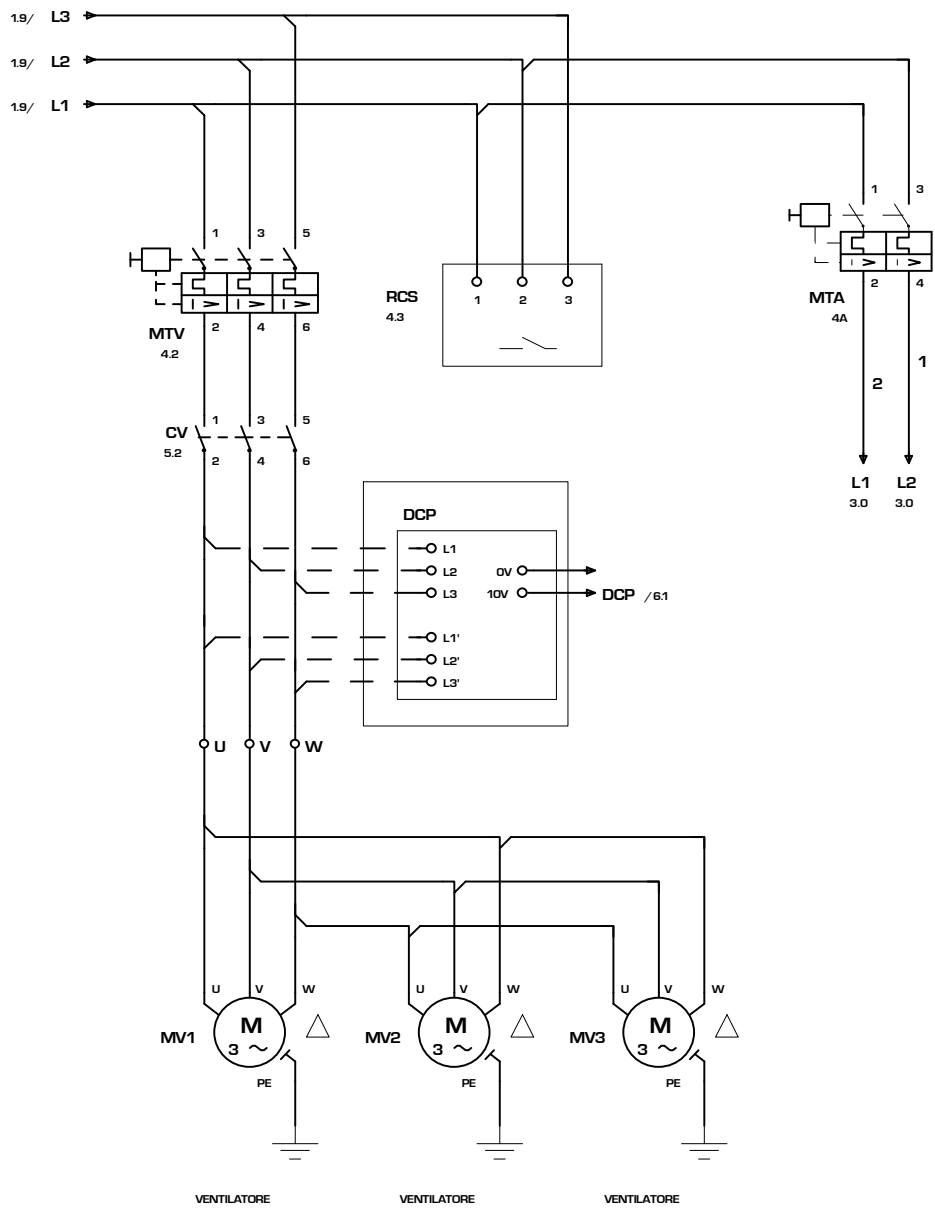 1.9/ L3
1.9/ L2
1.9/ L1
1 3
1 3 5
2 4
MTA
4A
RCS
4.3
1 2 3
2 4 6
MTV
4.2
1
2
1 3 5
CV
5.2
2 4 6
L1 L2
3.0 3.0
DCP
L1
L2 0V
L3 10V DCP /6.1
L1'
L2'
L3'
U V W
U V W U V W U V W
MV1 M 3 ~ MV2 M 3 ~ MV3 M 3 ~
PE PE PE
VENTILATORE VENTILATORE VENTILATORE